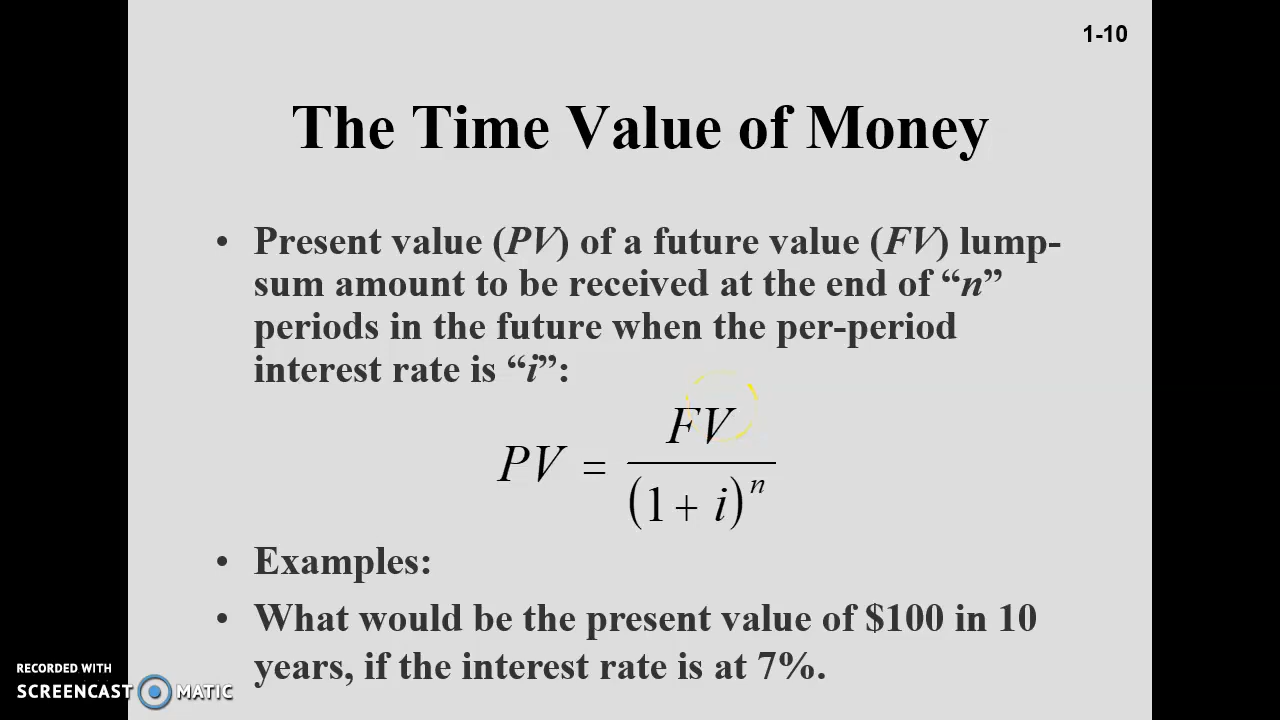 1-10
The Time Value of Money
• Present value (PV) of a future value (FV) lump-
sum amount to be received at the end of “n”
periods in the future when the per-period
interest rate is “i”:
PV = FV / (1 + i)^n
• Examples:
• What would be the present value of $100 in 10
years, if the interest rate is at 7%.
RECORDED WITH
SCREENCAST MATIC